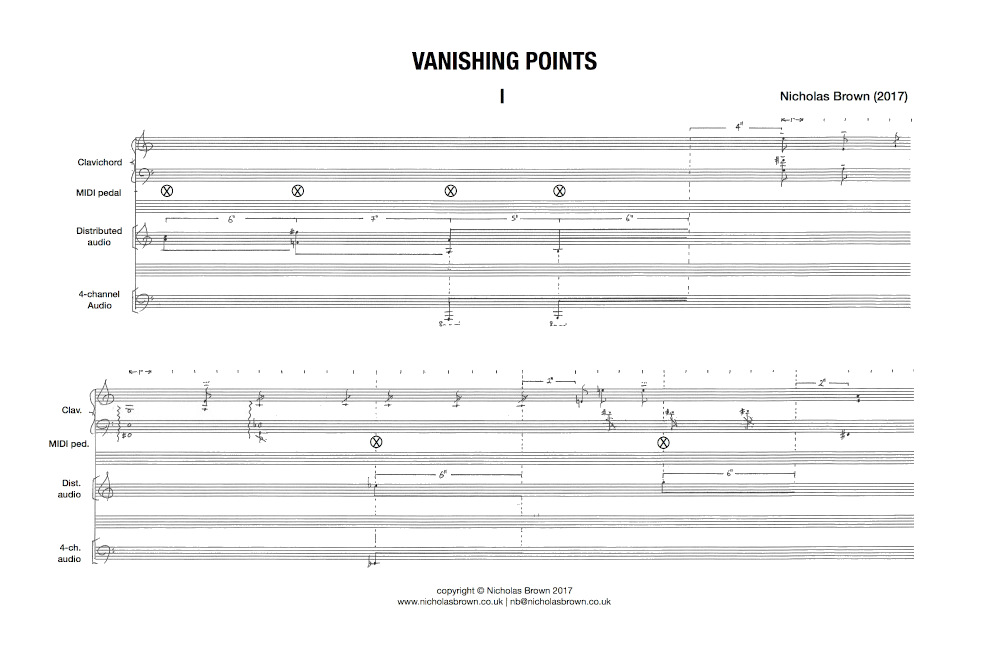 VANISHING POINTS
I
Nicholas Brown (2017)
4"
Clavichord
MIDI pedal
6" 7" 5" 6"
Distributed
audio
4-channel
Audio
2" 2"
Clav.
MIDI ped.
6" 6"
Dist.
audio
4-ch.
audio
copyright © Nicholas Brown 2017
www.nicholasbrown.co.uk | nb@nicholasbrown.co.uk